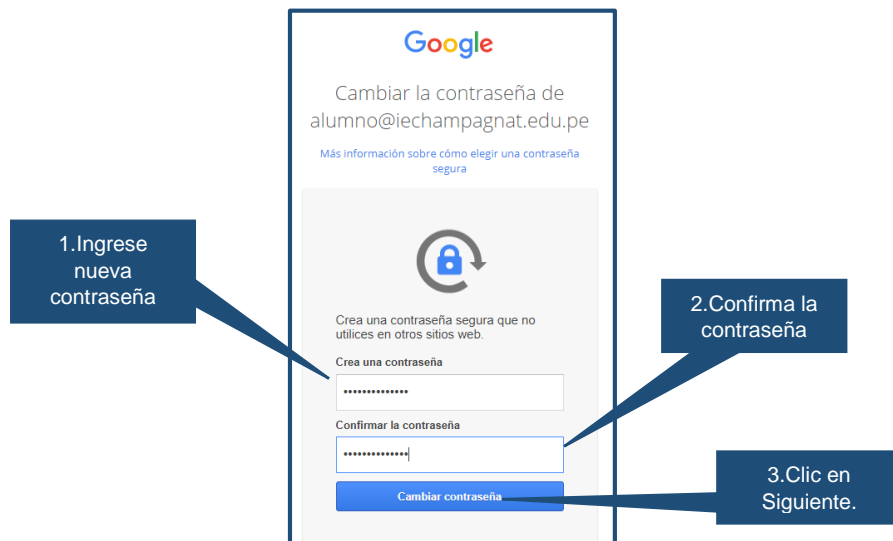 Google
Cambiar la contraseña de
alumno@iechampagnat.edu.pe
Más información sobre cómo elegir una contraseña
segura
1.Ingrese
nueva
contraseña
Crea una contraseña segura que no
utilices en otros sitios web.
Crea una contraseña
••••••••••••••
2.Confirma la
contraseña
Confirmar la contraseña
••••••••••••••
Cambiar contraseña
3.Clic en
Siguiente.